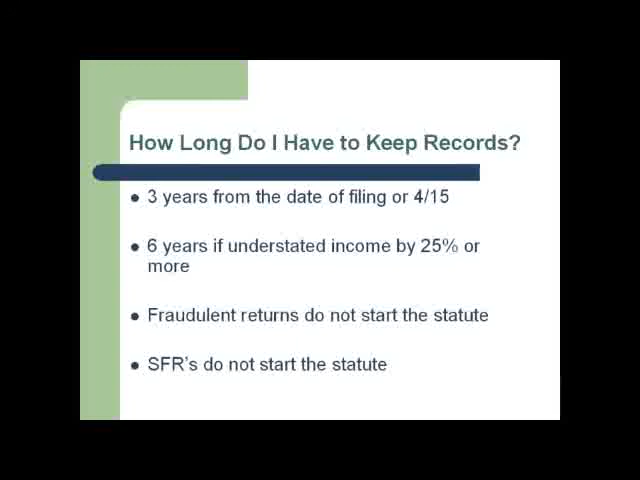 How Long Do I Have to Keep Records?
● 3 years from the date of filing or 4/15
● 6 years if understated income by 25% or
more
● Fraudulent returns do not start the statute
● SFR's do not start the statute